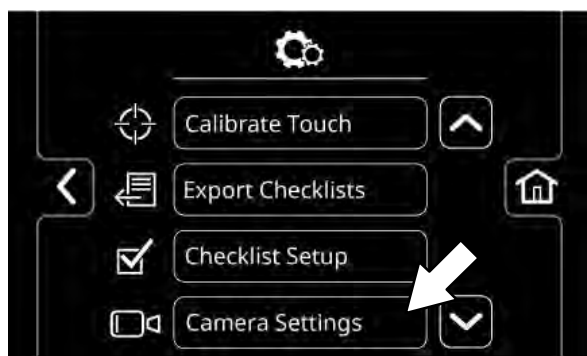 Calibrate Touch
Export Checklists
Checklist Setup
Camera Settings